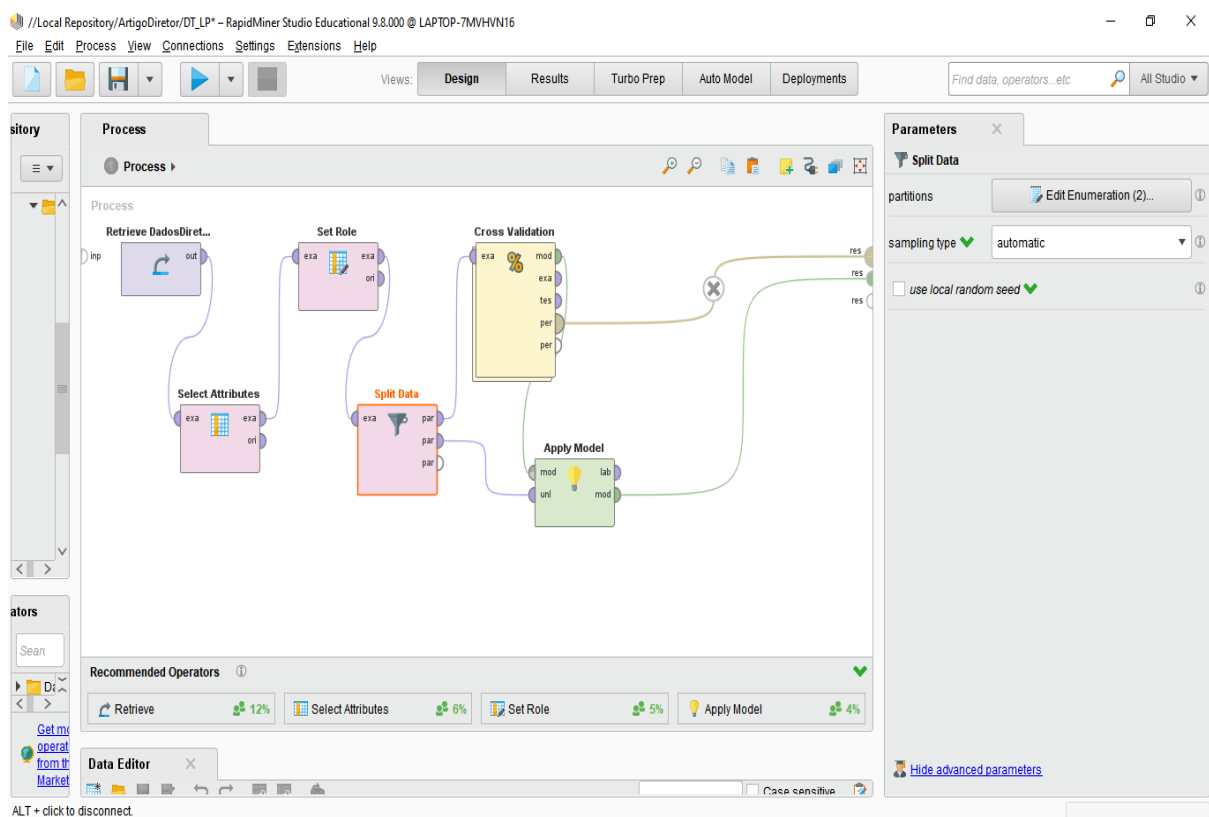 //Local Repository/ArtigoDiretor/DT_LP* – RapidMiner Studio Educational 9.8.000 @ LAPTOP-7MVHVN16
File Edit Process View Connections Settings Extensions Help
Views: Design Results Turbo Prep Auto Model Deployments
Find data, operators...etc All Studio
sitory
Process
Parameters
Process
Split Data
partitions Edit Enumeration (2)...
Process
Retrieve DadosDiret... Set Role Cross Validation
inp out exa exa exa mod res
sampling type automatic
ori exa res
use local random seed
tes res
per
per
Select Attributes Split Data
exa exa exa par
ori par
par
Apply Model
mod lab
unl mod
ators
Recommended Operators
Retrieve 12% Select Attributes 6% Set Role 5% Apply Model 4%
Get mo
operat
from th
Market
Data Editor
Case sensitive
Hide advanced parameters
ALT + click to disconnect.